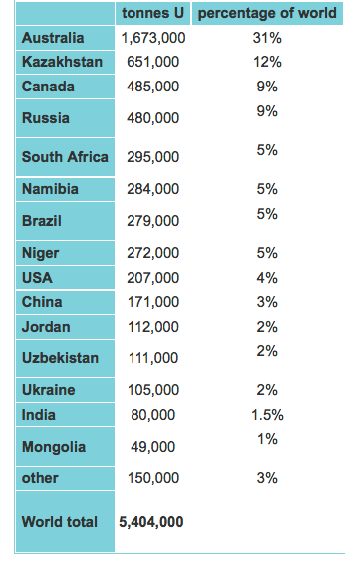 tonnes U percentage of world
Australia 1,673,000 31%
Kazakhstan 651,000 12%
Canada 485,000 9%
Russia 480,000 9%
South Africa 295,000 5%
Namibia 284,000 5%
Brazil 279,000 5%
Niger 272,000 5%
USA 207,000 4%
China 171,000 3%
Jordan 112,000 2%
Uzbekistan 111,000 2%
Ukraine 105,000 2%
India 80,000 1.5%
Mongolia 49,000 1%
other 150,000 3%
World total 5,404,000